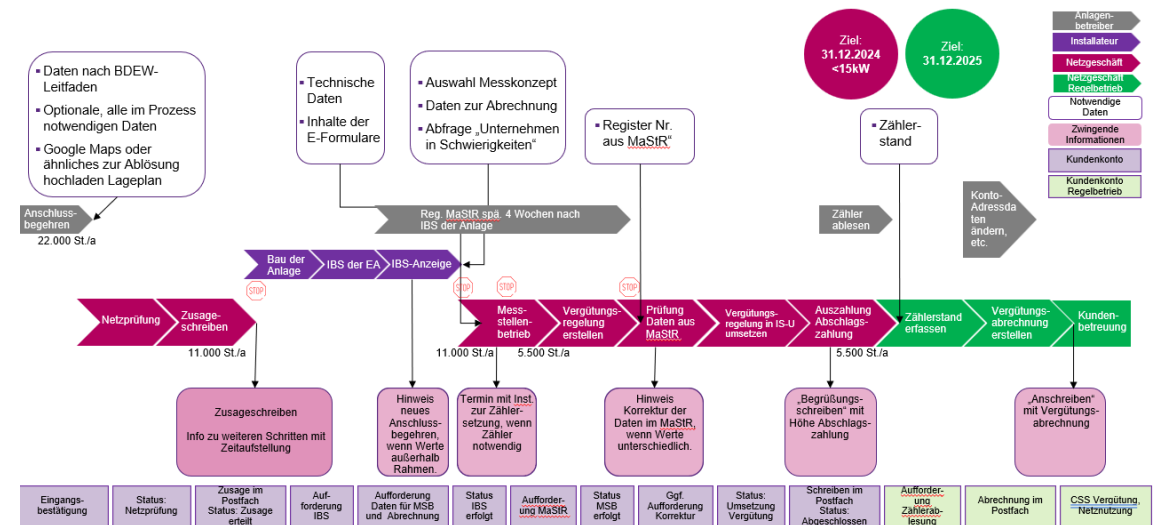 Ziel:
31.12.2024
<15kW
Ziel:
31.12.2025
Anlagen-
betreiber
Installateur
Netzgeschäft
Netzgeschäft
Regelbetrieb
Notwendige
Daten
Zwingende
Informationen
Kundenkonto
Kundenkonto
Regelbetrieb
▪ Daten nach BDEW-
Leitfaden
▪ Optionale, alle im Prozess
notwendigen Daten
▪ Google Maps oder
ähnliches zur Ablösung
hochladen Lageplan
▪ Technische
Daten
▪ Inhalte der
E-Formulare
▪ Auswahl Messkonzept
▪ Daten zur Abrechnung
▪ Abfrage „Unternehmen
in Schwierigkeiten“
▪ Register Nr.
aus MaStR“
▪ Zähler-
stand
Anschluss-
begehren
22.000 St./a
Reg. MaStR spä. 4 Wochen nach
IBS der Anlage
Zähler
ablesen
Konto-
Adressda
ten
ändern,
etc.
Bau der
Anlage
IBS der EA
IBS-Anzeige
STOP
STOP
STOP
STOP
Netzprüfung
Zusage-
schreiben
11.000 St./a
Mess-
stellen-
betrieb
11.000 St./a
Vergütungs-
regelung
erstellen
5.500 St./a
Prüfung
Daten aus
MaStR
Vergütungs-
regelung in IS-U
umsetzen
Auszahlung
Abschlags-
zahlung
5.500 St./a
Zählerstand
erfassen
Vergütungs-
abrechnung
erstellen
Kunden-
betreuung
Zusageschreiben
Info zu weiteren Schritten mit
Zeitaufstellung
Hinweis
neues
Anschluss-
begehren,
wenn Werte
außerhalb
Rahmen.
Termin mit Inst.
zur Zähler-
setzung, wenn
Zähler
notwendig
Hinweis
Korrektur der
Daten im MaStR,
wenn Werte
unterschiedlich.
„Begrüßungs-
schreiben“ mit
Höhe Abschlags-
zahlung
„Anschreiben“
mit Vergütungs-
abrechnung
Eingangs-
bestätigung
Status:
Netzprüfung
Zusage im
Postfach
Status: Zusage
erteilt
Auf-
forderung
IBS
Aufforderung
Daten für MSB
und Abrechnung
Status
IBS
erfolgt
Aufforder-
ung MaStR
Status
MSB
erfolgt
Ggf.
Aufforderung
Korrektur
Status:
Umsetzung
Vergütung
Schreiben im
Postfach
Status:
Abgeschlossen
Aufforder-
ung
Zählerab-
lesung
Abrechnung im
Postfach
CSS Vergütung,
Netznutzung